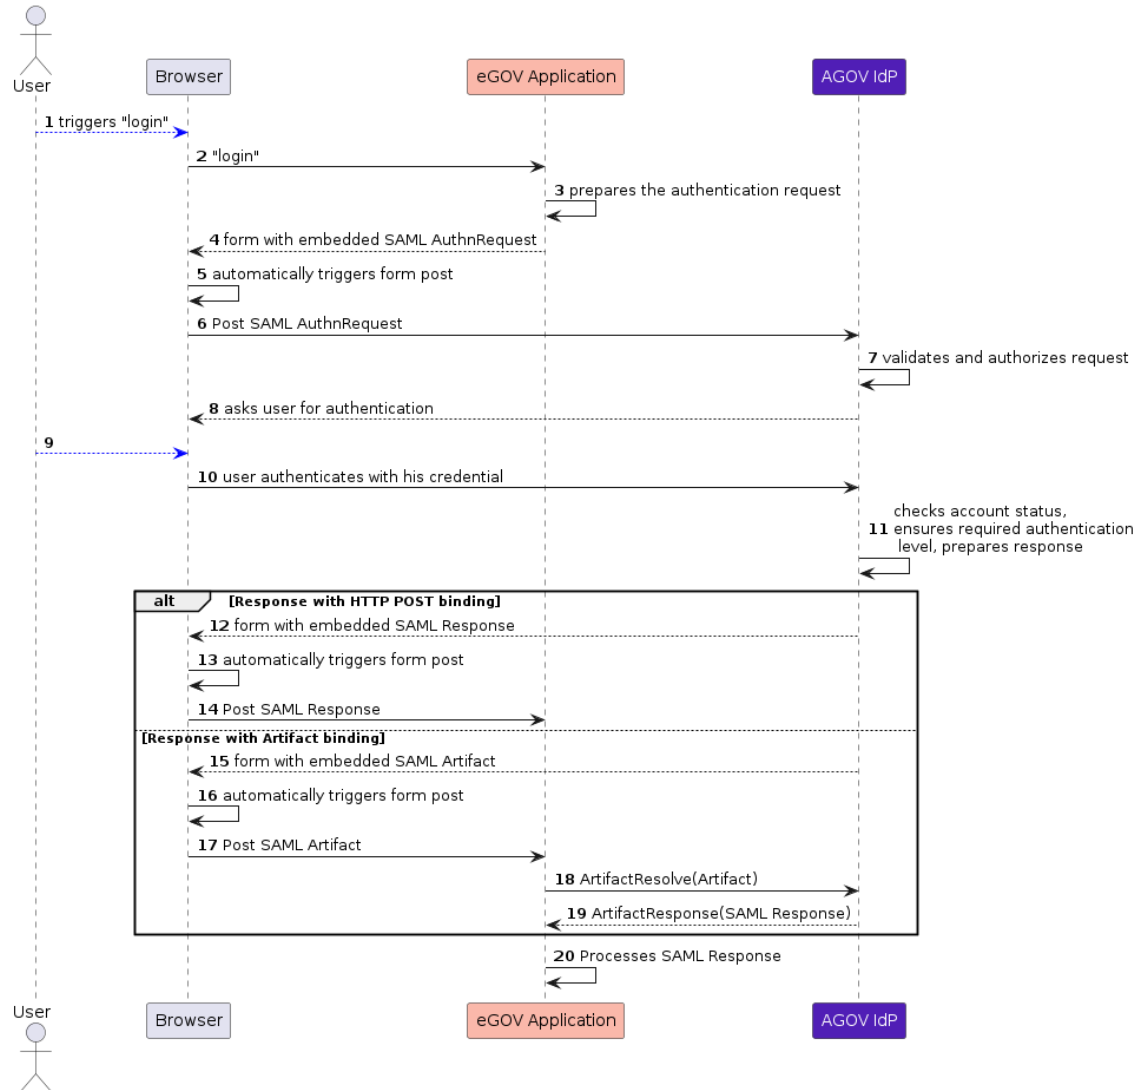 User
Browser
eGOV Application
AGOV IdP
1 triggers "login"
2 "login"
3 prepares the authentication request
4 form with embedded SAML AuthnRequest
5 automatically triggers form post
6 Post SAML AuthnRequest
7 validates and authorizes request
8 asks user for authentication
9
10 user authenticates with his credential
checks account status,
11 ensures required authentication
level, prepares response
alt [Response with HTTP POST binding]
12 form with embedded SAML Response
13 automatically triggers form post
14 Post SAML Response
[Response with Artifact binding]
15 form with embedded SAML Artifact
16 automatically triggers form post
17 Post SAML Artifact
18 ArtifactResolve(Artifact)
19 ArtifactResponse(SAML Response)
20 Processes SAML Response
User
Browser
eGOV Application
AGOV IdP